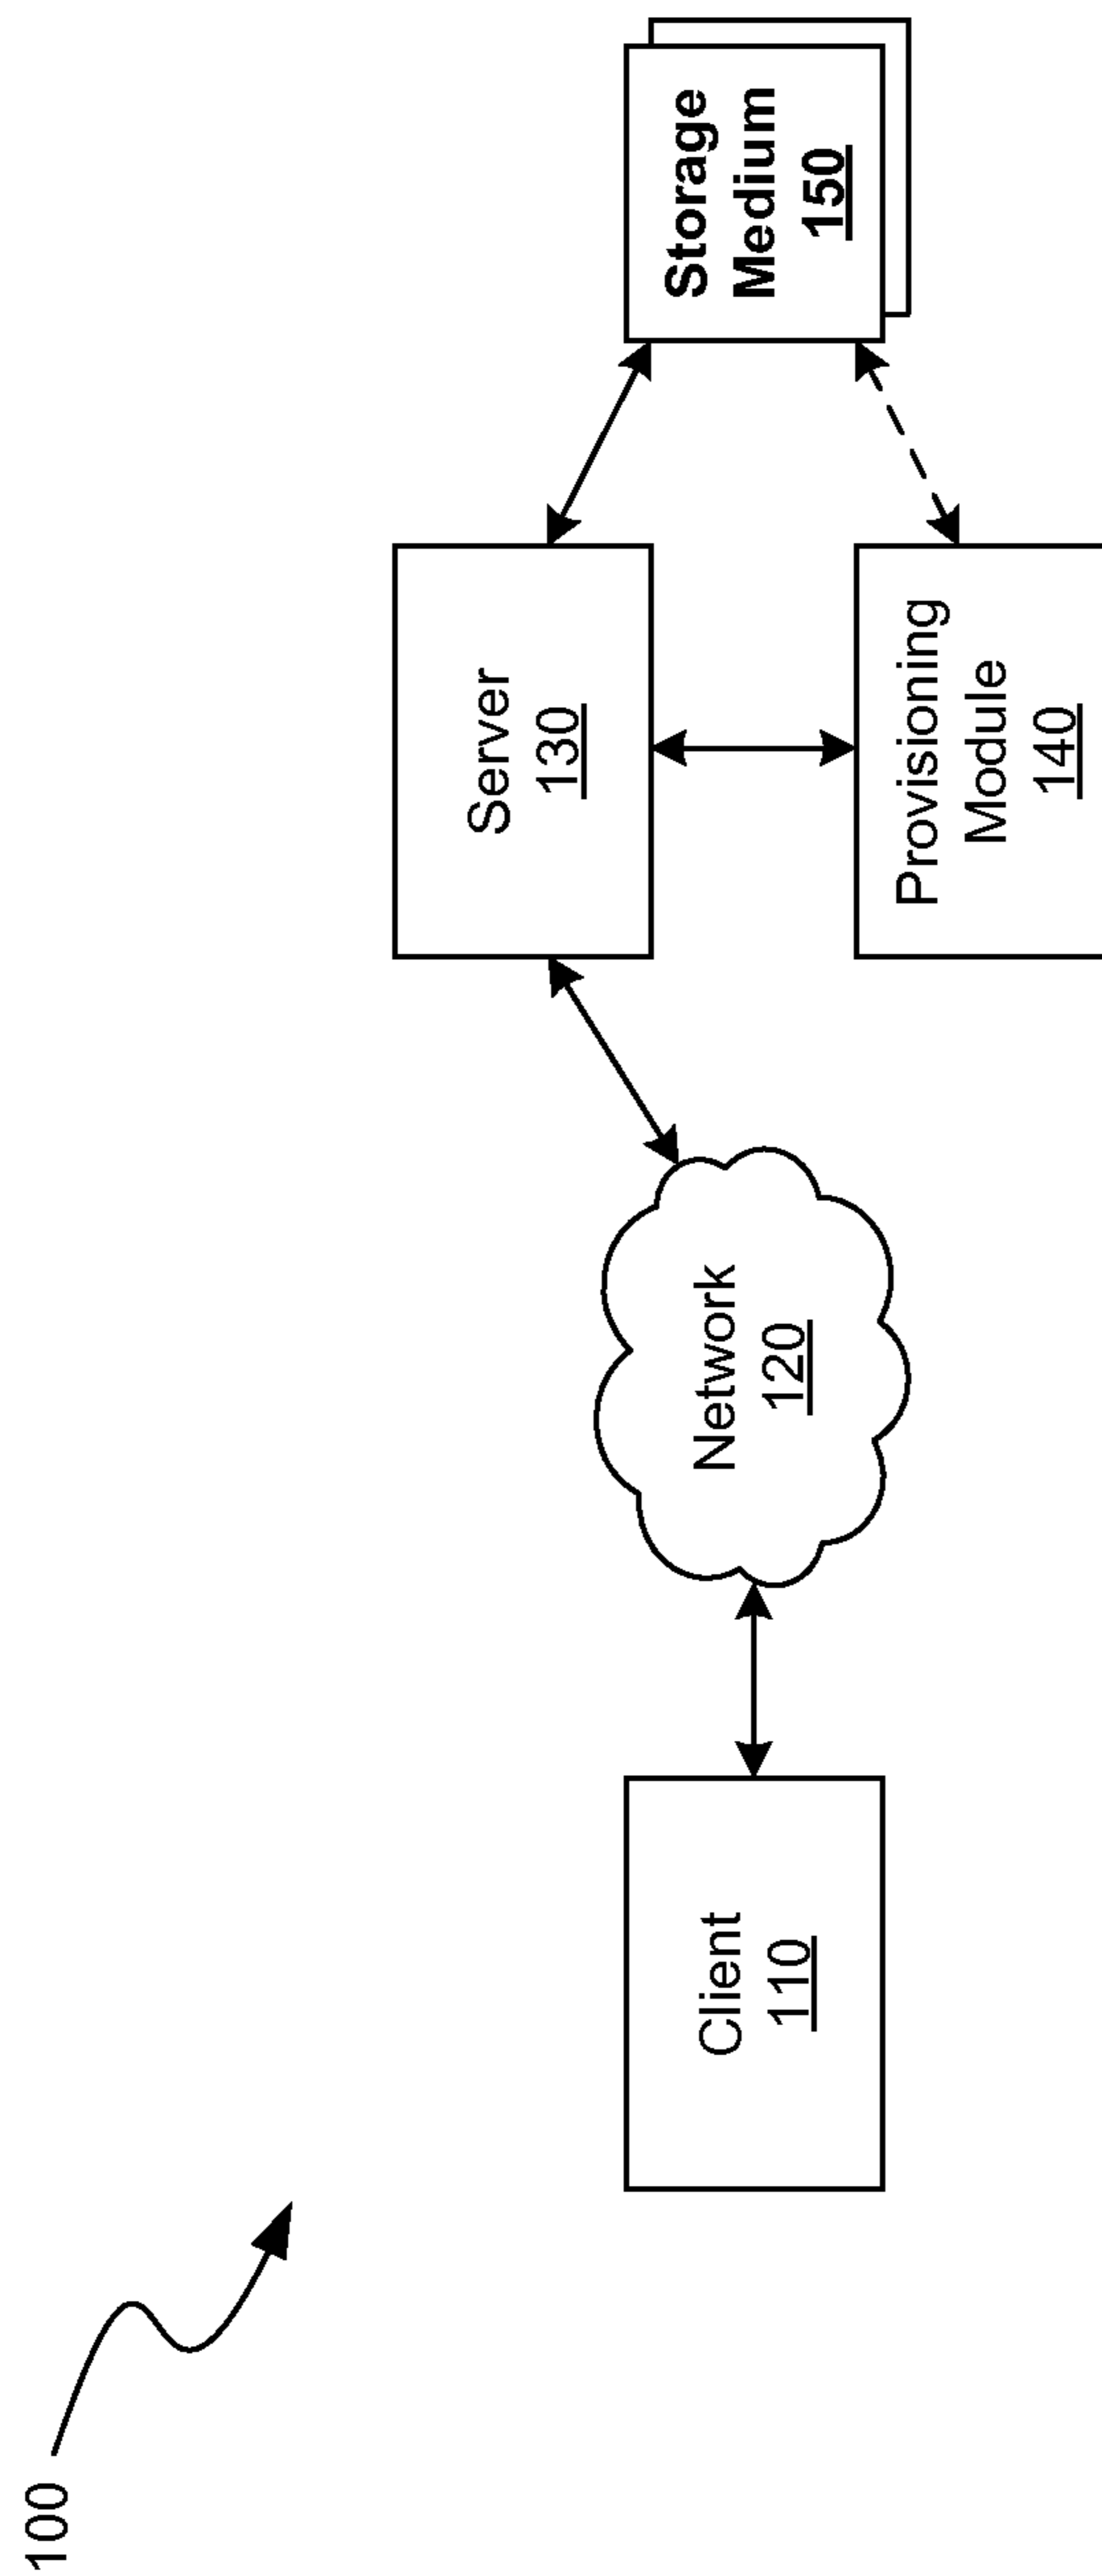 100
Client
110
Network
120
Server
130
Provisioning
Module
140
Storage
Medium
150